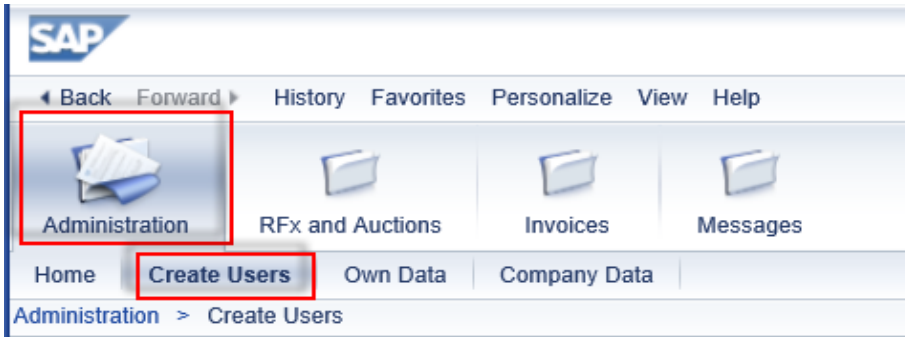 SAP
Back Forward History Favorites Personalize View Help
Administration RFx and Auctions Invoices Messages
Home Create Users Own Data Company Data
Administration > Create Users